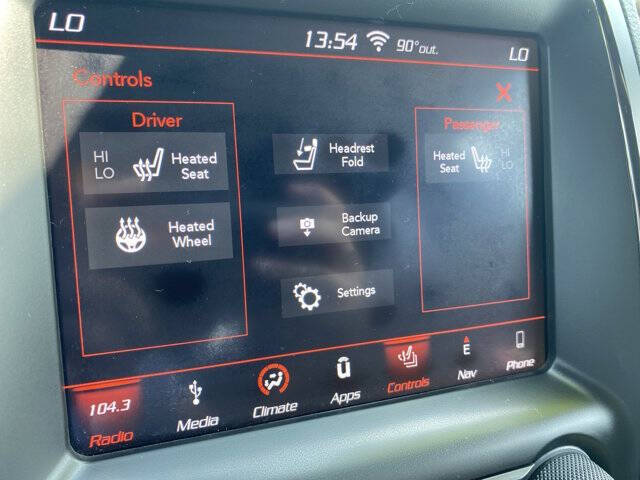 LO 13:54 90°out. LO
Controls
Driver
HI
LO
Heated
Seat
Heated
Wheel
Headrest
Fold
Backup
Camera
Settings
Passenger
Heated
Seat
HI
LO
104.3
Radio
Media
Climate
Apps
Controls
E
Nav
Phone